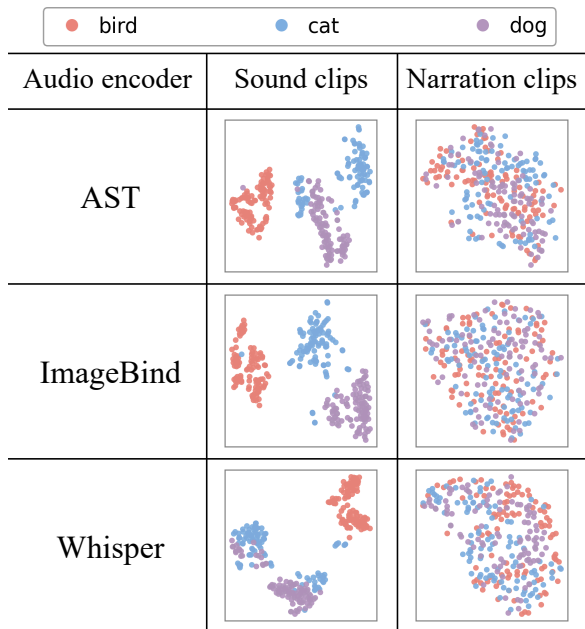 bird cat dog
Audio encoder Sound clips Narration clips
AST
ImageBind
Whisper